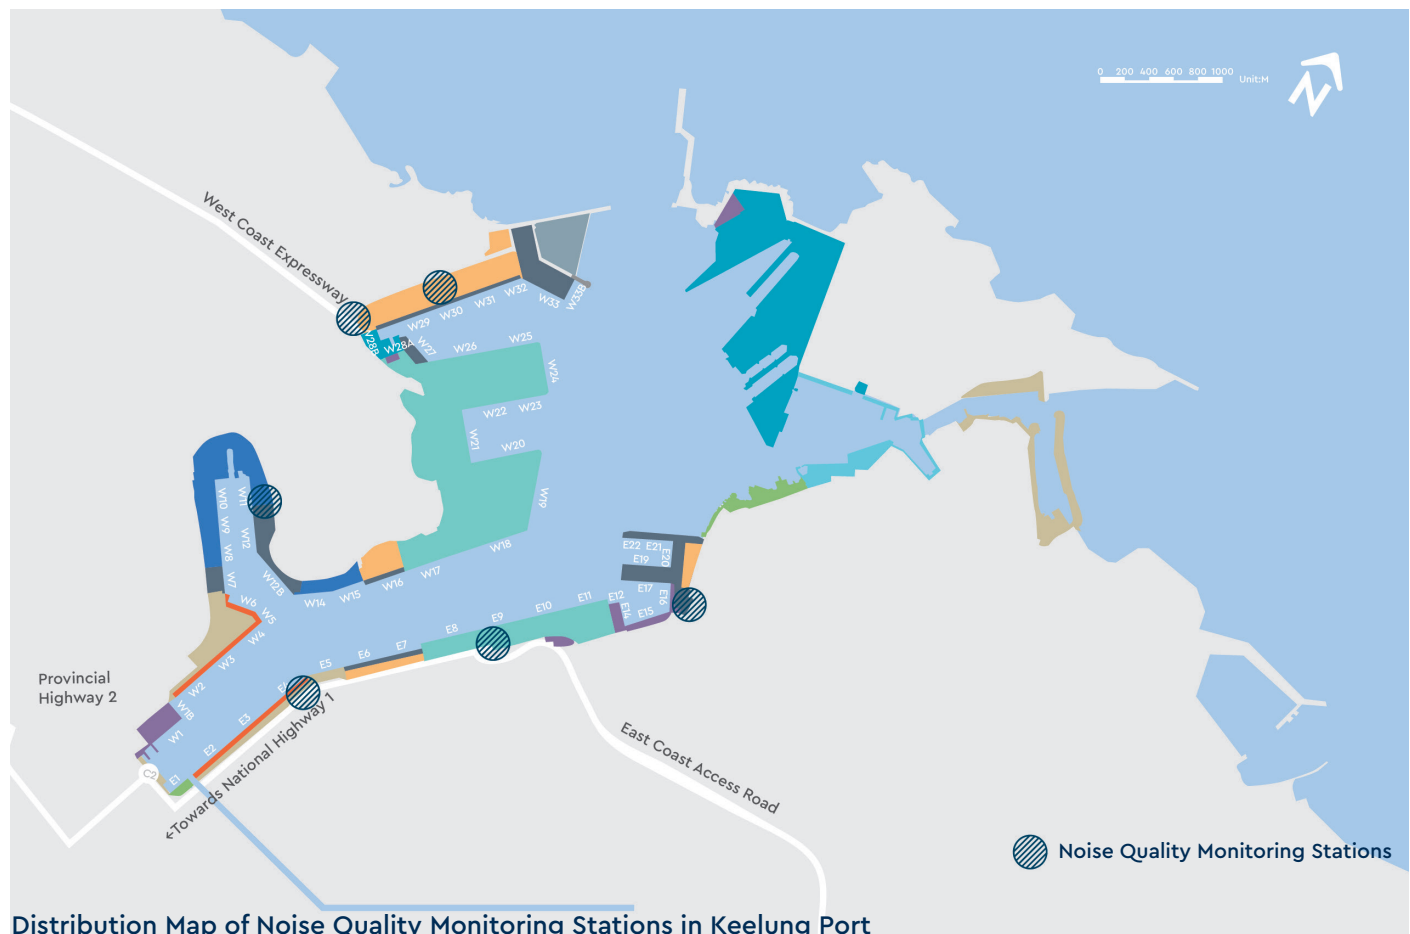 0 200 400 600 800 1000 Unit:M
N
West Coast Expressway
W33B
W33
W32
W31
W30
W29
W28B
W28A
W27
W26
W25
W24
W23
W22
W21
W20
W19
W18
W17
W16
W15
W14
W12B
W12
W11
W10
W9
W8
W7
W6
W5
W4
W3
W2
W1B
W1
C2
E1
E2
E3
E4
E5
E6
E7
E8
E9
E10
E11
E12
E14
E15
E16
E17
E19
E20
E21
E22
Provincial
Highway 2
←Towards National Highway 1
East Coast Access Road
Noise Quality Monitoring Stations
Distribution Map of Noise Quality Monitoring Stations in Keelung Port